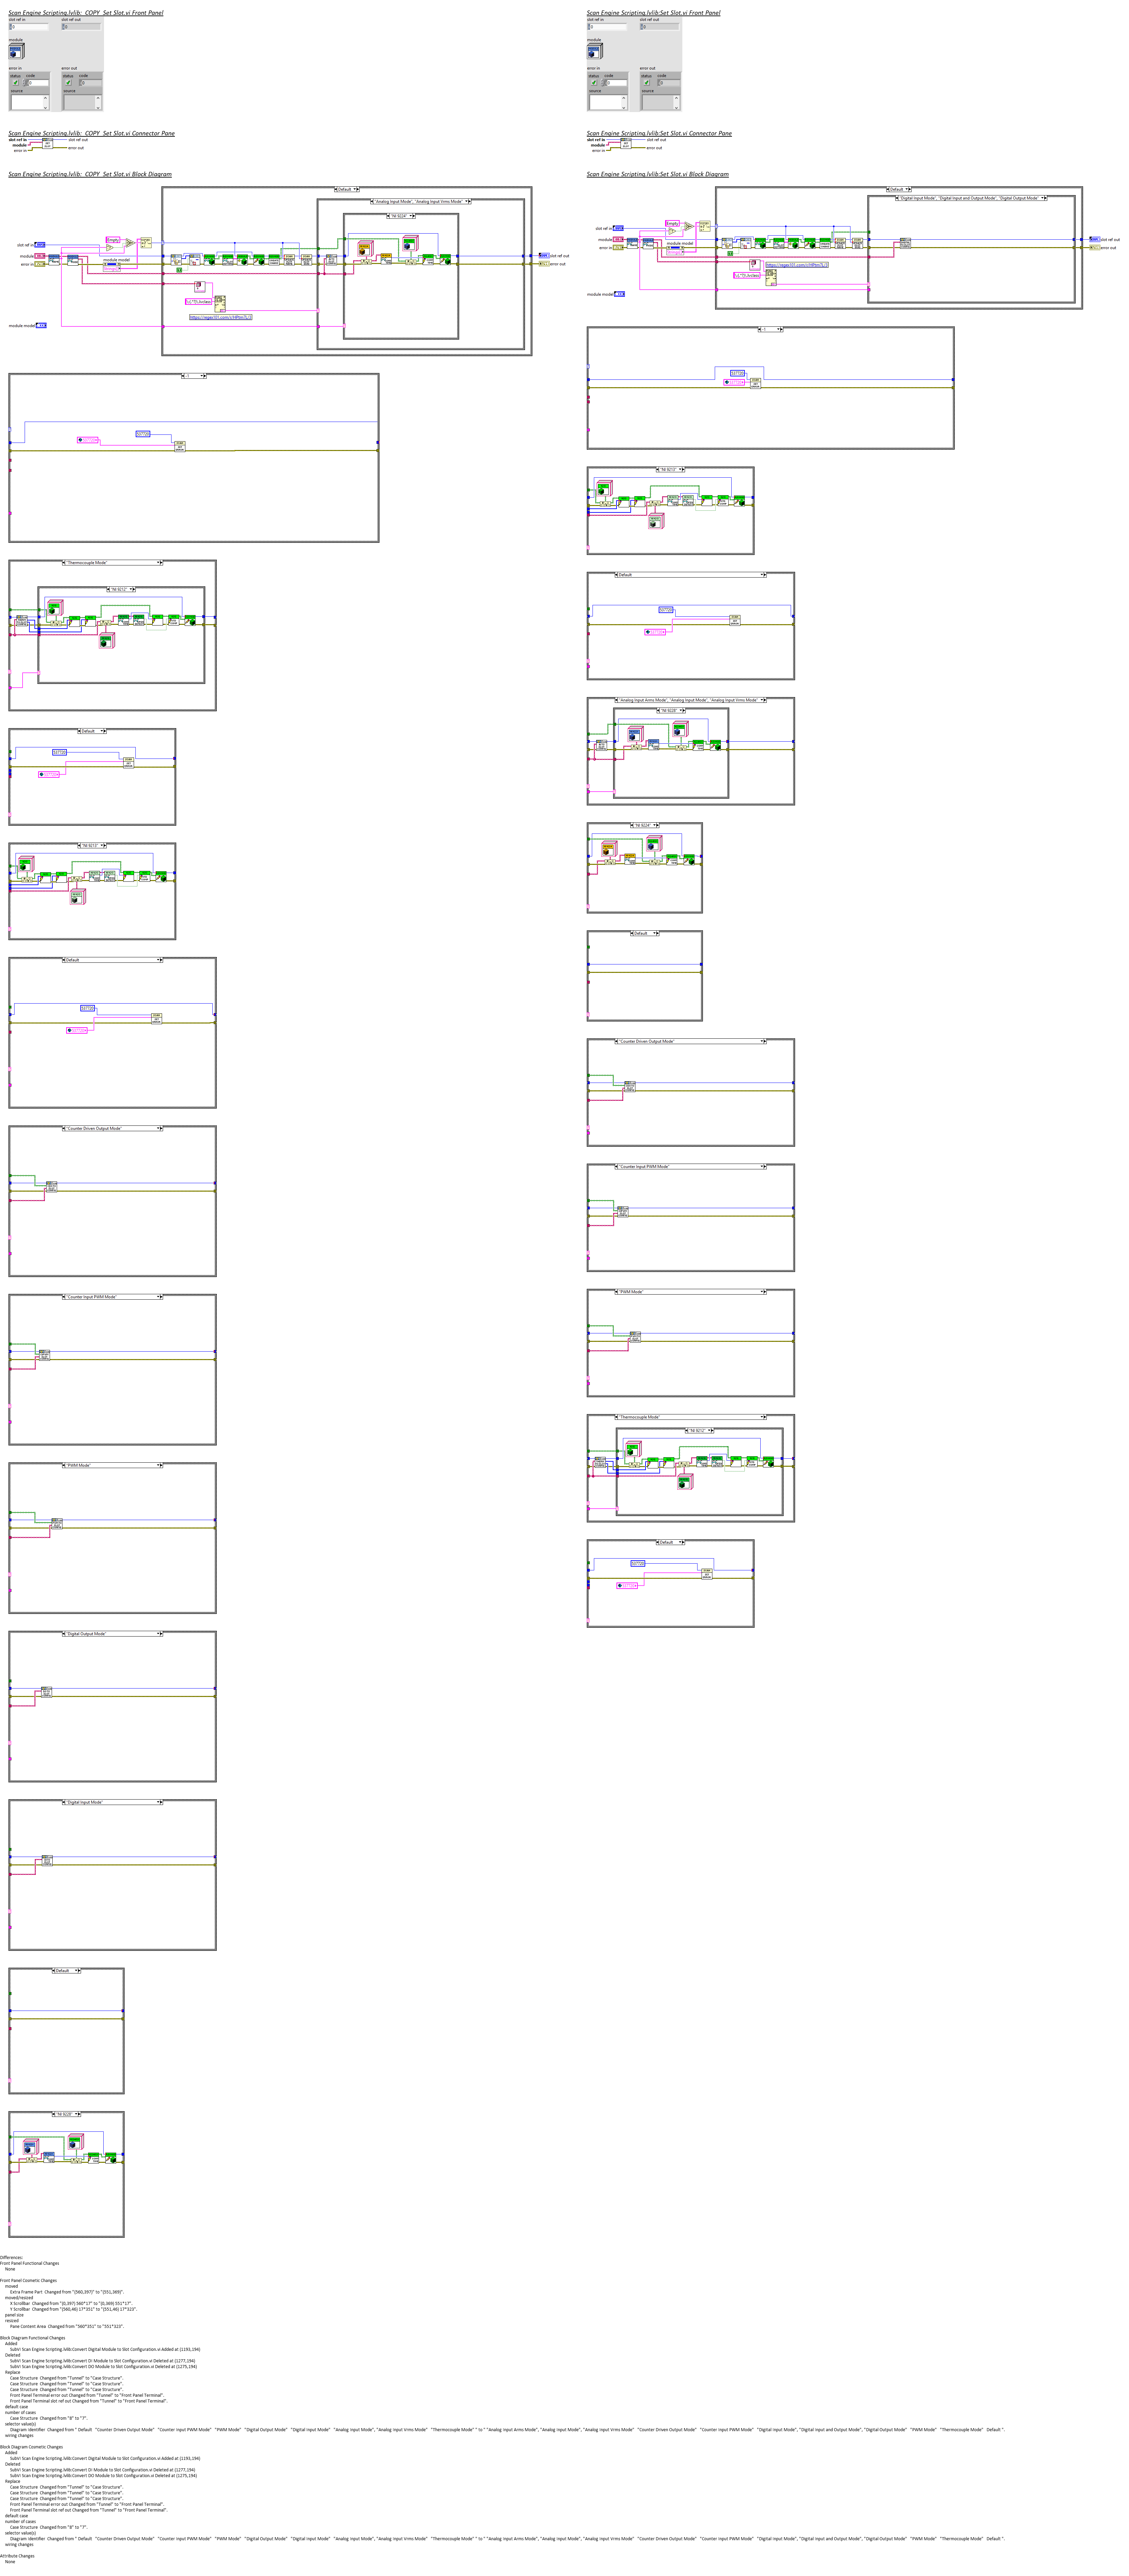 Scan Engine Scripting.lvlib:_COPY_Set Slot.vi Front Panel
slot ref in
slot ref out
module
error in
error out
status
code
status
code
source
source
Scan Engine Scripting.lvlib:_COPY_Set Slot.vi Connector Pane
slot ref in
slot ref out
module
error in
error out
Scan Engine Scripting.lvlib:_COPY_Set Slot.vi Block Diagram
Default
"Analog Input Mode", "Analog Input Vrms Mode"
"NI 9224"
slot ref in
module
error in
module model
slot ref out
error out
module model
-1
"Thermocouple Mode"
"NI 9212"
Default
"NI 9213"
Default
"Counter Driven Output Mode"
"Counter Input PWM Mode"
"PWM Mode"
"Digital Output Mode"
"Digital Input Mode"
Default
"NI 9228"
Scan Engine Scripting.lvlib:Set Slot.vi Front Panel
slot ref in
slot ref out
module
error in
error out
status
code
status
code
source
source
Scan Engine Scripting.lvlib:Set Slot.vi Connector Pane
slot ref in
slot ref out
module
error in
error out
Scan Engine Scripting.lvlib:Set Slot.vi Block Diagram
Default
"Digital Input Mode", "Digital Input and Output Mode", "Digital Output Mode"
slot ref in
module
error in
module model
slot ref out
error out
module model
-1
"NI 9213"
Default
"Analog Input Arms Mode", "Analog Input Mode", "Analog Input Vrms Mode"
"NI 9228"
"NI 9224"
Default
"Counter Driven Output Mode"
"Counter Input PWM Mode"
"PWM Mode"
"Thermocouple Mode"
"NI 9212"
Default
Differences:
Front Panel Functional Changes
None
Front Panel Cosmetic Changes
moved
Extra Frame Part Changed from "(560,397)" to "(551,369)".
moved/resized
X Scrollbar Changed from "(0,397) 560*17" to "(0,369) 551*17".
Y Scrollbar Changed from "(560,46) 17*351" to "(551,46) 17*323".
panel size
resized
Pane Content Area Changed from "560*351" to "551*323".
Block Diagram Functional Changes
Added
SubVI Scan Engine Scripting.lvlib:Convert Digital Module to Slot Configuration.vi Added at (1193,194)
Deleted
SubVI Scan Engine Scripting.lvlib:Convert DI Module to Slot Configuration.vi Deleted at (1277,194)
SubVI Scan Engine Scripting.lvlib:Convert DO Module to Slot Configuration.vi Deleted at (1275,194)
Replace
Case Structure Changed from "Tunnel" to "Case Structure".
Case Structure Changed from "Tunnel" to "Case Structure".
Case Structure Changed from "Tunnel" to "Case Structure".
Front Panel Terminal error out Changed from "Tunnel" to "Front Panel Terminal".
Front Panel Terminal slot ref out Changed from "Tunnel" to "Front Panel Terminal".
default case
number of cases
Case Structure Changed from "8" to "7".
selector value(s)
Diagram Identifier Changed from " Default "Counter Driven Output Mode" "Counter Input PWM Mode" "PWM Mode" "Digital Output Mode" "Digital Input Mode" "Analog Input Mode", "Analog Input Vrms Mode" "Thermocouple Mode" " to " "Analog Input Arms Mode", "Analog Input Mode", "Analog Input Vrms Mode" "Counter Driven Output Mode" "Counter Input PWM Mode" "Digital Input Mode", "Digital Input and Output Mode", "Digital Output Mode" "PWM Mode" "Thermocouple Mode" Default ".
wiring changes
Block Diagram Cosmetic Changes
Added
SubVI Scan Engine Scripting.lvlib:Convert Digital Module to Slot Configuration.vi Added at (1193,194)
Deleted
SubVI Scan Engine Scripting.lvlib:Convert DI Module to Slot Configuration.vi Deleted at (1277,194)
SubVI Scan Engine Scripting.lvlib:Convert DO Module to Slot Configuration.vi Deleted at (1275,194)
Replace
Case Structure Changed from "Tunnel" to "Case Structure".
Case Structure Changed from "Tunnel" to "Case Structure".
Case Structure Changed from "Tunnel" to "Case Structure".
Front Panel Terminal error out Changed from "Tunnel" to "Front Panel Terminal".
Front Panel Terminal slot ref out Changed from "Tunnel" to "Front Panel Terminal".
default case
number of cases
Case Structure Changed from "8" to "7".
selector value(s)
Diagram Identifier Changed from " Default "Counter Driven Output Mode" "Counter Input PWM Mode" "PWM Mode" "Digital Output Mode" "Digital Input Mode" "Analog Input Mode", "Analog Input Vrms Mode" "Thermocouple Mode" " to " "Analog Input Arms Mode", "Analog Input Mode", "Analog Input Vrms Mode" "Counter Driven Output Mode" "Counter Input PWM Mode" "Digital Input Mode", "Digital Input and Output Mode", "Digital Output Mode" "PWM Mode" "Thermocouple Mode" Default ".
wiring changes
Attribute Changes
None